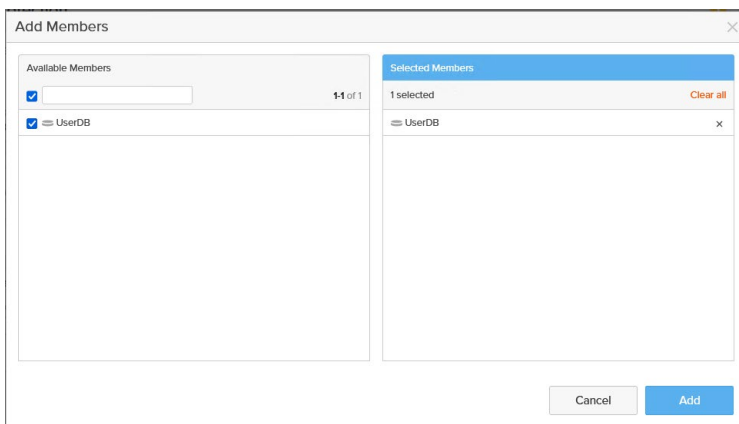 Add Members
Available Members
1-1 of 1
UserDB
Selected Members
1 selected
Clear all
UserDB
Cancel
Add